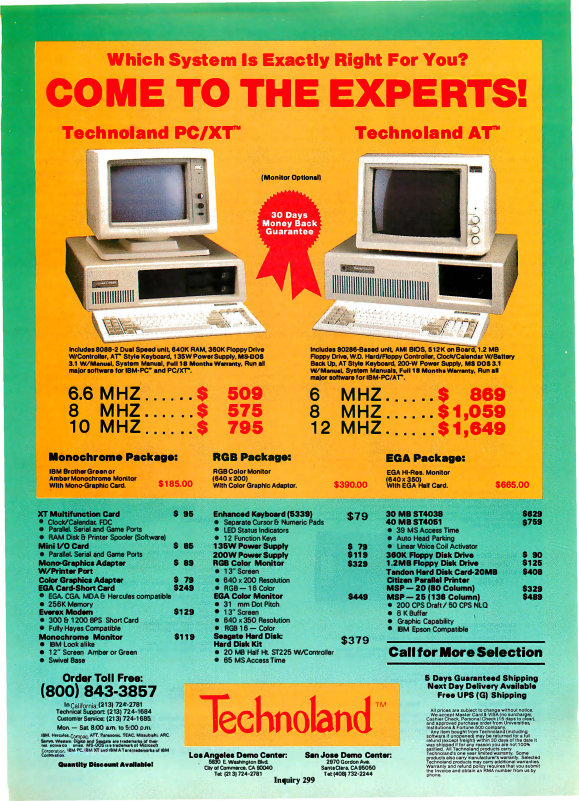 Which System Is Exactly Right For You?
COME TO THE EXPERTS!
Technoland PC/XT™
Technoland AT™
(Monitor Optional)
30 Days
Money Back
Guarantee
Includes 8088-2 Dual Speed unit, 640K RAM, 360K Floppy Drive
W/Controller, AT™ Style Keyboard, 135W Power Supply, MS-DOS
3.1 W/Manual, System Manual, Full 18 Months Warranty, Run all
major software for IBM-PC™ and PC/XT™.
Includes 80286-Based unit, AMI BIOS, 512K on Board, 1.2 MB
Floppy Drive, W.D. Hard/Floppy Controller, Clock/Calendar W/Battery
Back Up, AT Style Keyboard, 200-W Power Supply, MS DOS 3.1
W/Manual, System Manuals, Full 18 Months Warranty, Run all
major software for IBM-PC/AT™.
6.6 MHZ......$ 509
8 MHZ......$ 575
10 MHZ......$ 795
6 MHZ......$ 869
8 MHZ......$1,059
12 MHZ......$1,649
Monochrome Package:
IBM Brother Green or
Amber Monochrome Monitor
With Mono-Graphic Card. $185.00
RGB Package:
RGB Color Monitor
(640 x 200)
With Color Graphic Adaptor. $390.00
EGA Package:
EGA Hi-Res. Monitor
(640 x 350)
With EGA Half Card. $665.00
XT Multifunction Card $ 95
• Clock/Calendar, FDC
• Parallel, Serial and Game Ports
• RAM Disk & Printer Spooler (Software)
Mini I/O Card $ 85
• Parallel, Serial and Game Ports
Mono-Graphics Adapter $ 89
W/Printer Port
Color Graphics Adapter $ 79
EGA Card-Short Card $249
• EGA, CGA, MDA & Hercules compatible
• 256K Memory
Everex Modem $129
• 300 & 1200 BPS Short Card
• Fully Hayes Compatible
Monochrome Monitor $119
• IBM Look alike
• 12" Screen Amber or Green
• Swivel Base
Enhanced Keyboard (5339) $79
• Separate Cursor & Numeric Pads
• LED Status Indicators
• 12 Function Keys
135W Power Supply $ 79
200W Power Supply $119
RGB Color Monitor $329
• 13" Screen
• 640 x 200 Resolution
• RGB — 16 Color
EGA Color Monitor $449
• 31 mm Dot Pitch
• 13" Screen
• 640 x 350 Resolution
• RGB 16 — Color
Seagate Hard Disk:
Hard Disk Kit $379
• 20 MB Half Ht. ST225 W/Controller
• 65 MS Access Time
30 MB ST4038 $629
40 MB ST4051 $759
• 39 MS Access Time
• Auto Head Parking
• Linear Voice Coil Activator
360K Floppy Disk Drive $ 90
1.2MB Floppy Disk Drive $125
Tandon Hard Disk Card-20MB $408
Citizen Parallel Printer
MSP — 20 (80 Column) $329
MSP — 25 (136 Column) $489
• 200 CPS Draft / 50 CPS NLQ
• 8 K Buffer
• Graphic Capability
• IBM Epson Compatible
Call for More Selection
Order Toll Free:
(800) 843-3857
In California: (213) 724-2781
Technical Support: (213) 724-1684
Customer Service: (213) 724-1685
Mon. — Sat. 8:00 a.m. to 5:00 p.m.
Quantity Discount Available!
Technoland™
Los Angeles Demo Center:
5830 E. Washington Blvd.
City of Commerce, CA 90040
Tel: (213) 724-2781
San Jose Demo Center:
2970 Gordon Ave.
Santa Clara, CA 95050
Tel: (408) 732-2244
5 Days Guaranteed Shipping
Next Day Delivery Available
Free UPS (G) Shipping
All prices are subject to change without notice.
Inquiry 299